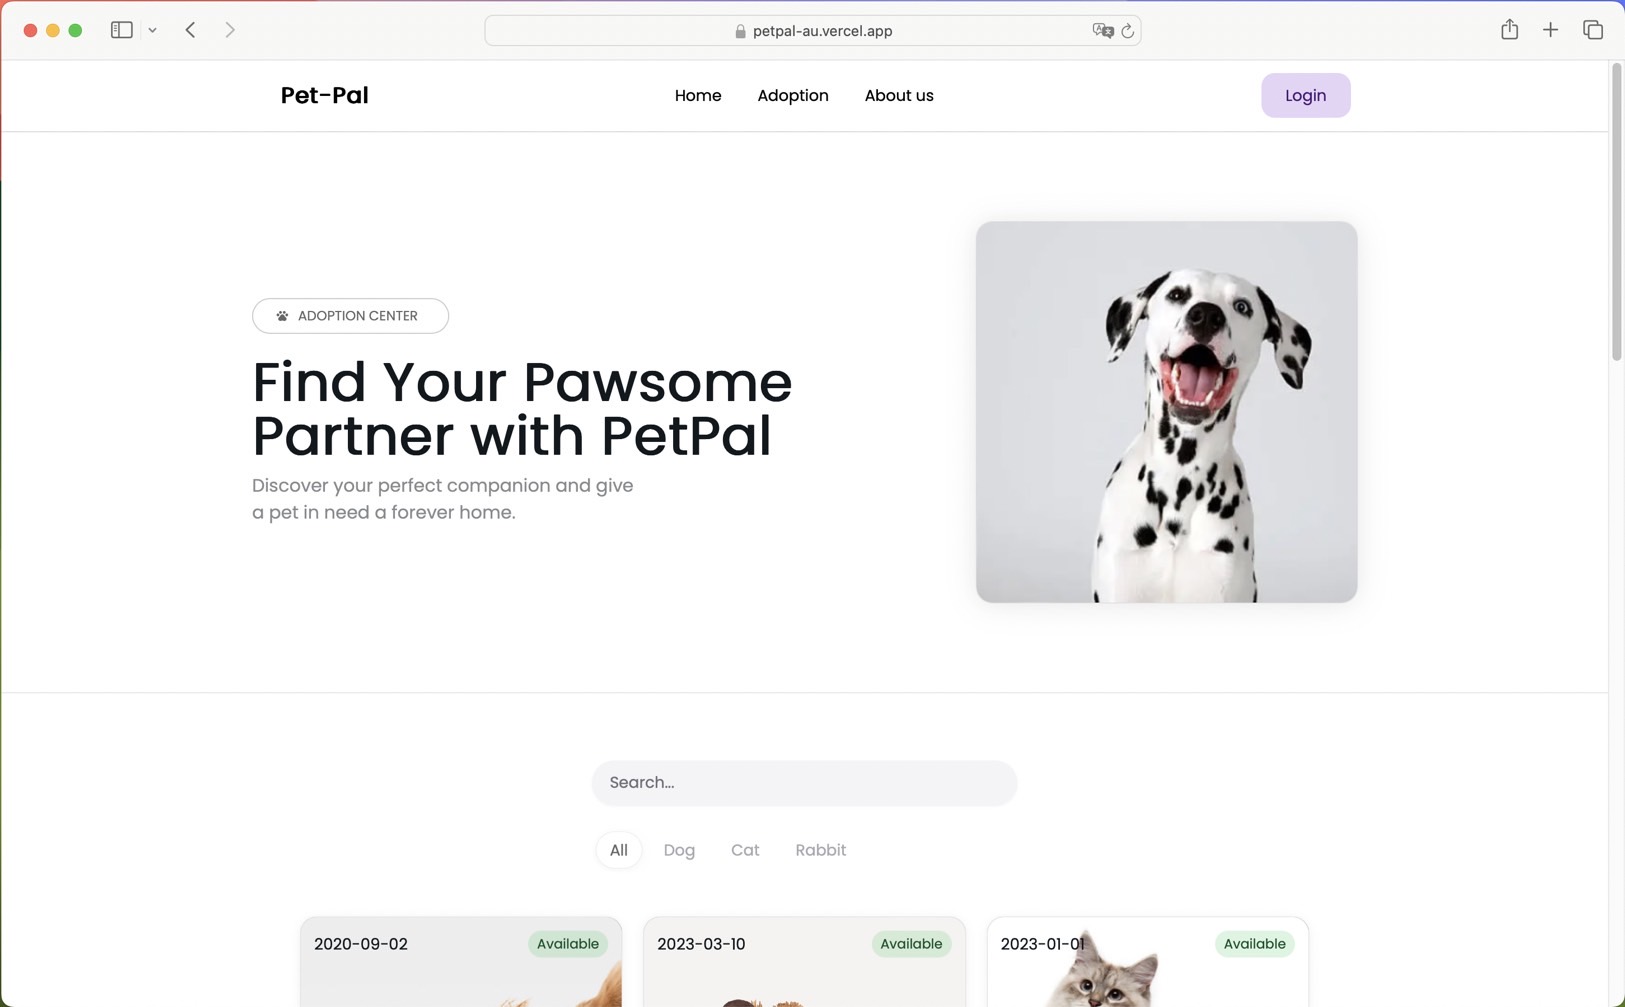 petpal-au.vercel.app
Pet-Pal
Home
Adoption
About us
Login
ADOPTION CENTER
Find Your Pawsome
Partner with PetPal
Discover your perfect companion and give
a pet in need a forever home.
Search...
All
Dog
Cat
Rabbit
2020-09-02
Available
2023-03-10
Available
2023-01-01
Available